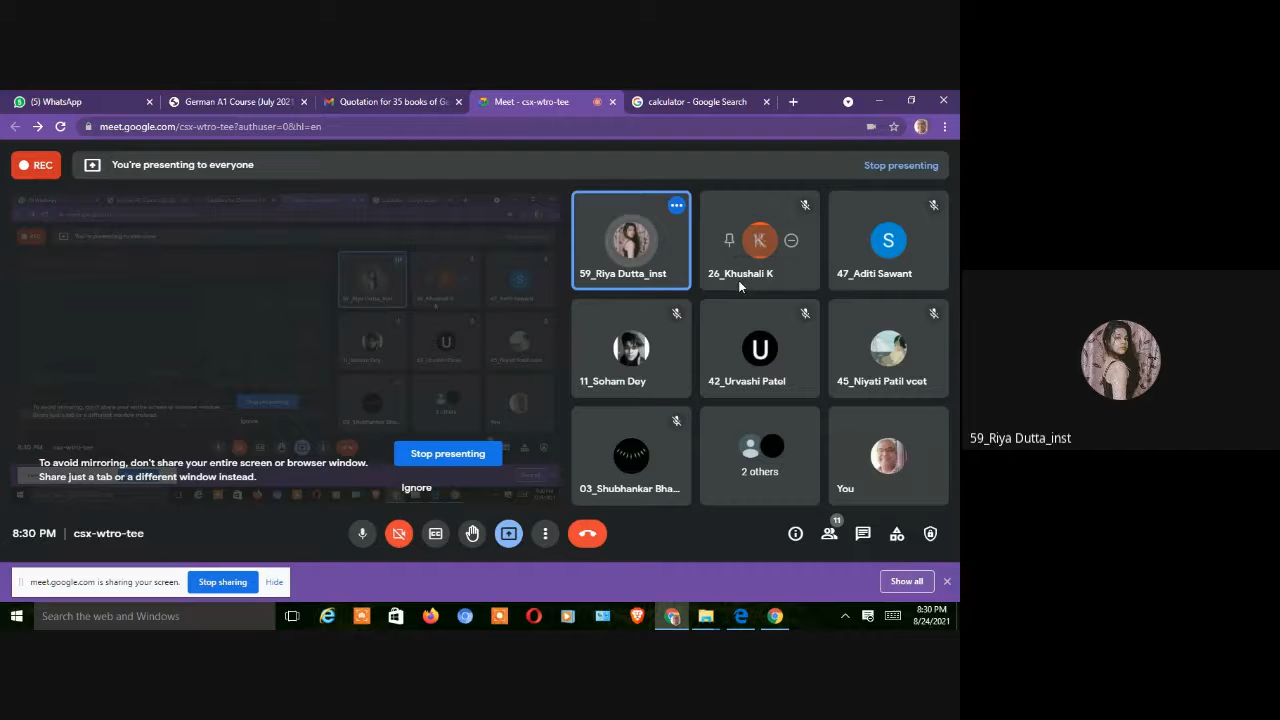 (5) WhatsApp
German A1 Course (July 2021
Quotation for 35 books of Ge
Meet - csx-wtro-tee
calculator - Google Search
meet.google.com/csx-wtro-tee?authuser=0&hl=en
REC
You're presenting to everyone
Stop presenting
59_Riya Dutta_inst
26_Khushali K
47_Aditi Sawant
11_Soham Dey
42_Urvashi Patel
45_Niyati Patil vcet
03_Shubhankar Bha...
2 others
You
K
S
U
To avoid mirroring, don't share your entire screen or browser window.
Share just a tab or a different window instead.
Stop presenting
Ignore
8:30 PM | csx-wtro-tee
11
meet.google.com is sharing your screen.
Stop sharing
Hide
Show all
Search the web and Windows
8:30 PM
8/24/2021
59_Riya Dutta_inst